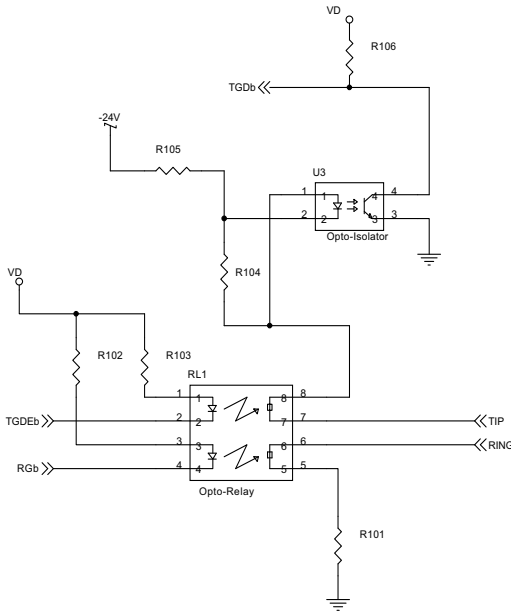 VD
R106
TGDb
-24V
R105
U3
1 1 4 4
2 2 3 3
Opto-Isolator
R104
VD
R102 R103
RL1
1 1 8 8
TGDEb 2 2 7 7 TIP
3 3 6 6 RING
RGb 4 4 5 5
Opto-Relay
R101